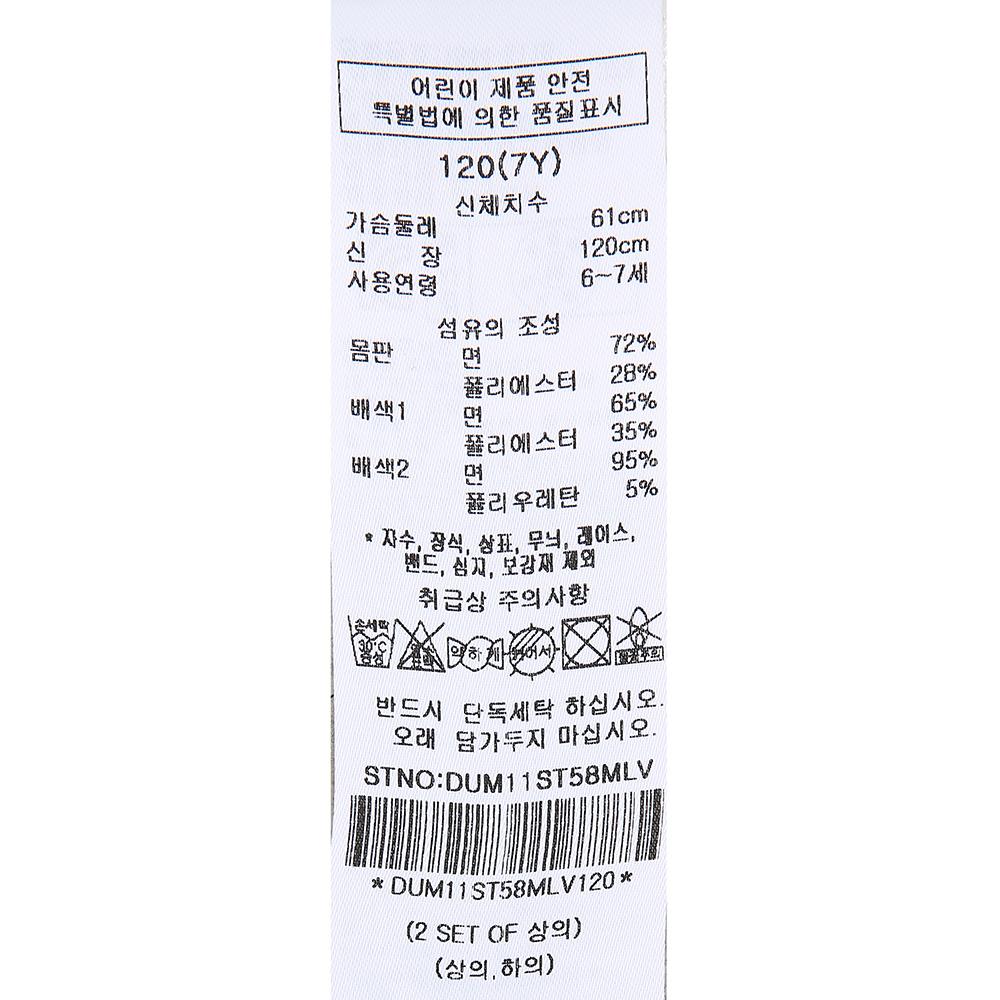 어린이 제품 안전
특별법에 의한 품질표시
120(7Y)
신체치수
가슴둘레 61cm
신 장 120cm
사용연령 6~7세
섬유의 조성
몸판 면 72%
폴리에스터 28%
배색1 면 65%
폴리에스터 35%
배색2 면 95%
폴리우레탄 5%
* 자수, 장식, 상표, 무늬, 레이스,
밴드, 심지, 보강재 제외
취급상 주의사항
손세탁 30℃ 중성 약하게
반드시 단독세탁 하십시오.
오래 담가두지 마십시오.
STNO:DUM11ST58MLV
*DUM11ST58MLV120*
(2 SET OF 상의)
(상의,하의)